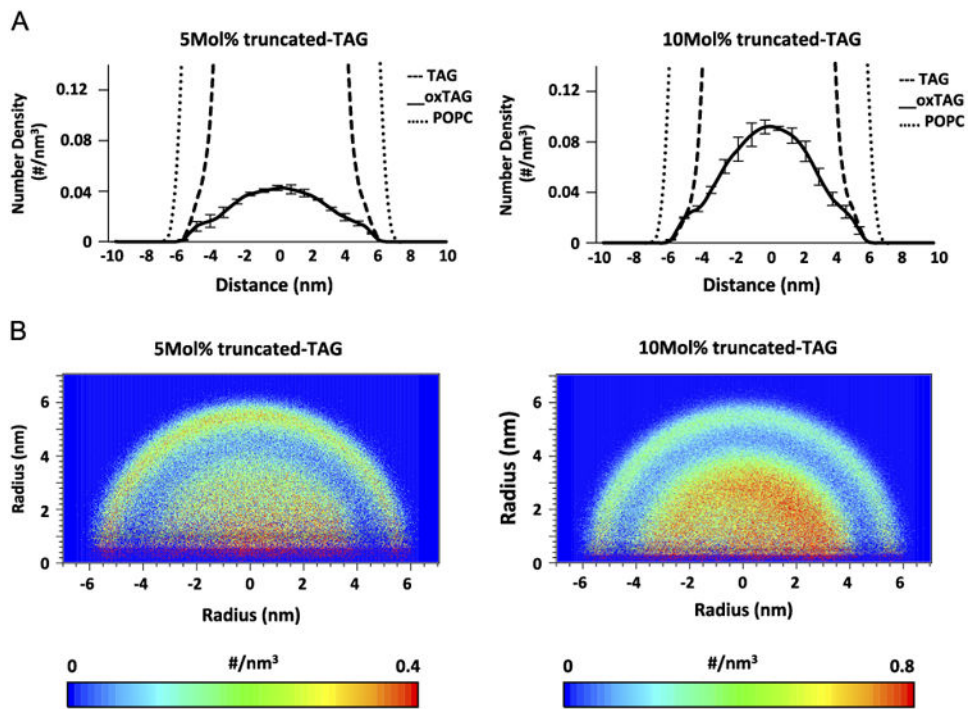 A
5Mol% truncated-TAG
10Mol% truncated-TAG
Number Density
(#/nm³)
0.12
0.08
0.04
0
TAG
oxTAG
POPC
-10 -8 -6 -4 -2 0 2 4 6 8 10
Distance (nm)
Number Density
(#/nm³)
0.12
0.08
0.04
0
TAG
oxTAG
POPC
-10 -8 -6 -4 -2 0 2 4 6 8 10
Distance (nm)
B
5Mol% truncated-TAG
10Mol% truncated-TAG
Radius (nm)
6
4
2
0
-6 -4 -2 0 2 4 6
Radius (nm)
Radius (nm)
6
4
2
0
-6 -4 -2 0 2 4 6
Radius (nm)
0 #/nm³ 0.4
0 #/nm³ 0.8